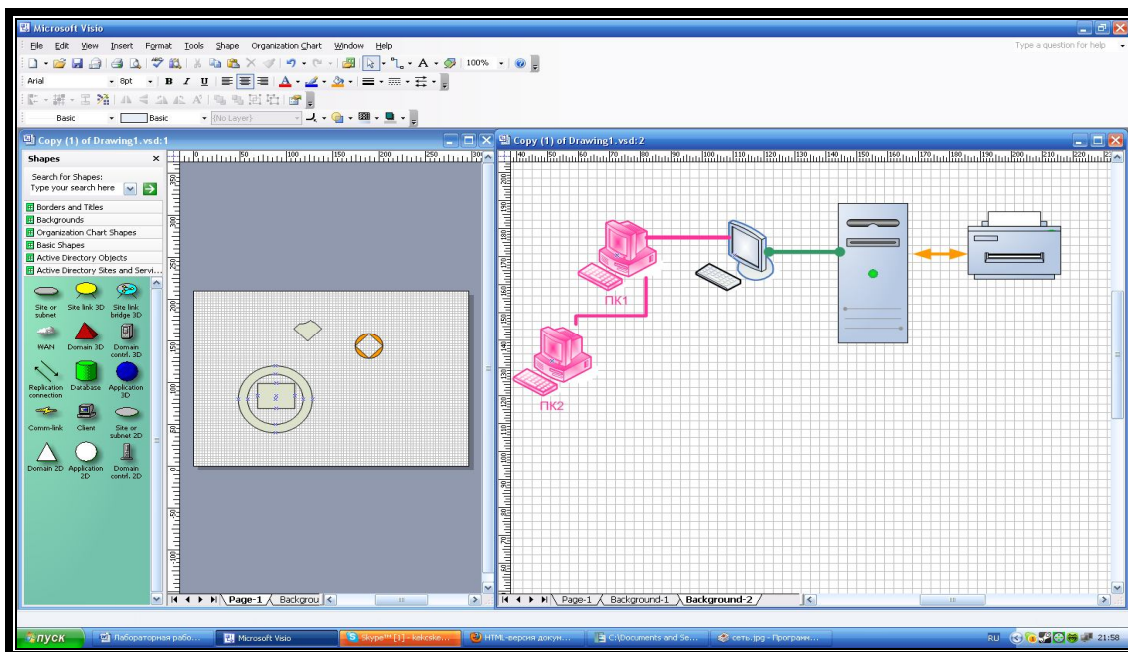 Microsoft Visio
File Edit View Insert Format Tools Shape Organization Chart Window Help Type a question for help
100%
Arial 8pt B I U
Basic Basic (No Layer)
Copy (1) of Drawing1.vsd:1
Shapes
Search for Shapes:
Type your search here
Borders and Titles
Backgrounds
Organization Chart Shapes
Basic Shapes
Active Directory Objects
Active Directory Sites and Servi...
Site or subnet
Site link 3D
Site link bridge 3D
WAN
Domain 3D
Domain contrl. 3D
Replication connection
Database
Application 3D
Comm-link
Client
Site or subnet 2D
Domain 2D
Application 2D
Domain contrl. 2D
Page-1 Backgrou
Copy (1) of Drawing1.vsd:2
ПК1
ПК2
Page-1 Background-1 Background-2
пуск Лабораторная рабо... Microsoft Visio Skype™ [1] - kekcske... HTML-версия докум... C:\Documents and Se... сеть.jpg - Программ... RU 21:58